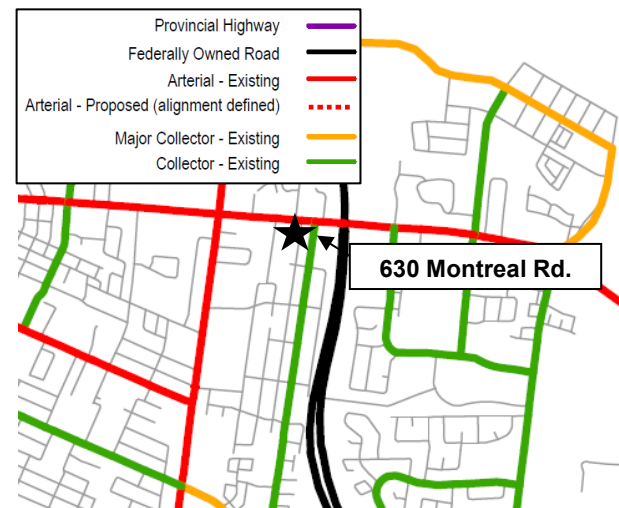 Provincial Highway
Federally Owned Road
Arterial - Existing
Arterial - Proposed (alignment defined)
Major Collector - Existing
Collector - Existing
630 Montreal Rd.